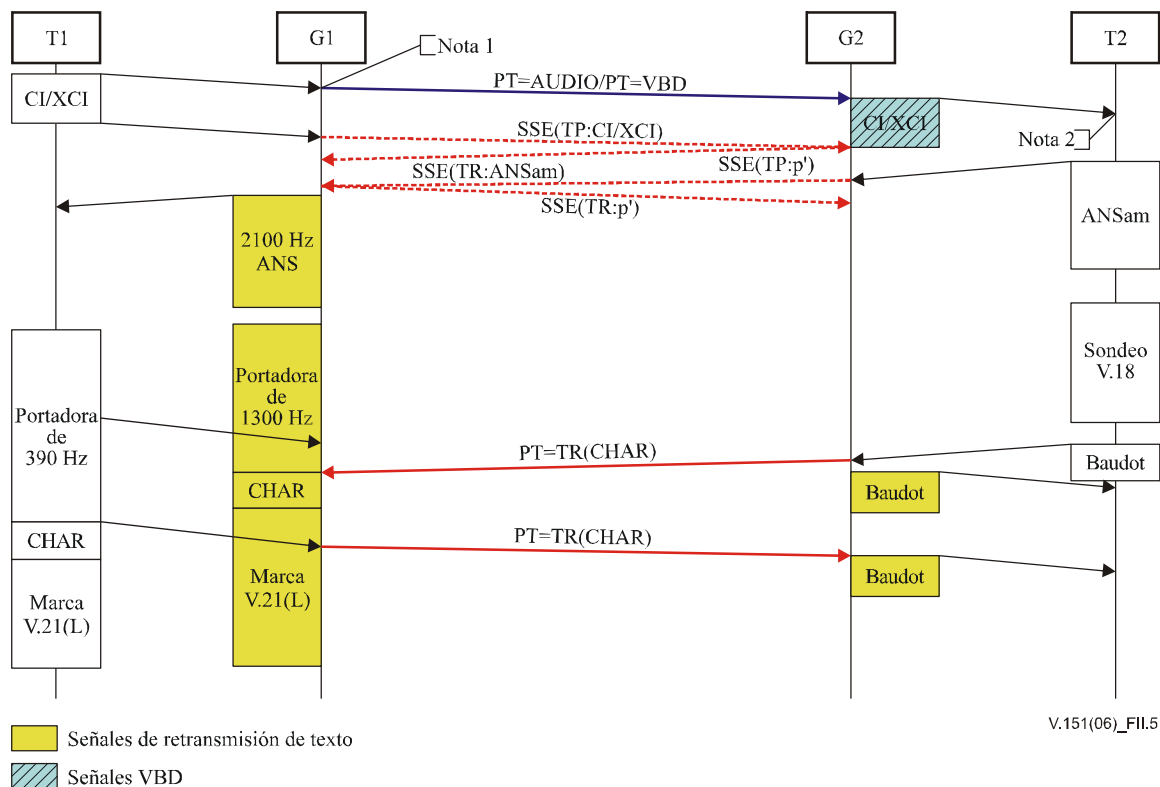 T1
G1
G2
T2
Nota 1
CI/XCI
PT=AUDIO/PT=VBD
CI/XCI
SSE(TP:CI/XCI)
Nota 2
SSE(TR:ANSam)
SSE(TP:p')
SSE(TR:p')
ANSam
2100 Hz
ANS
Sondeo
V.18
Portadora
de
390 Hz
Portadora
de
1300 Hz
PT=TR(CHAR)
Baudot
CHAR
Baudot
CHAR
PT=TR(CHAR)
Baudot
Marca
V.21(L)
Marca
V.21(L)
V.151(06)_FII.5
Señales de retransmisión de texto
Señales VBD